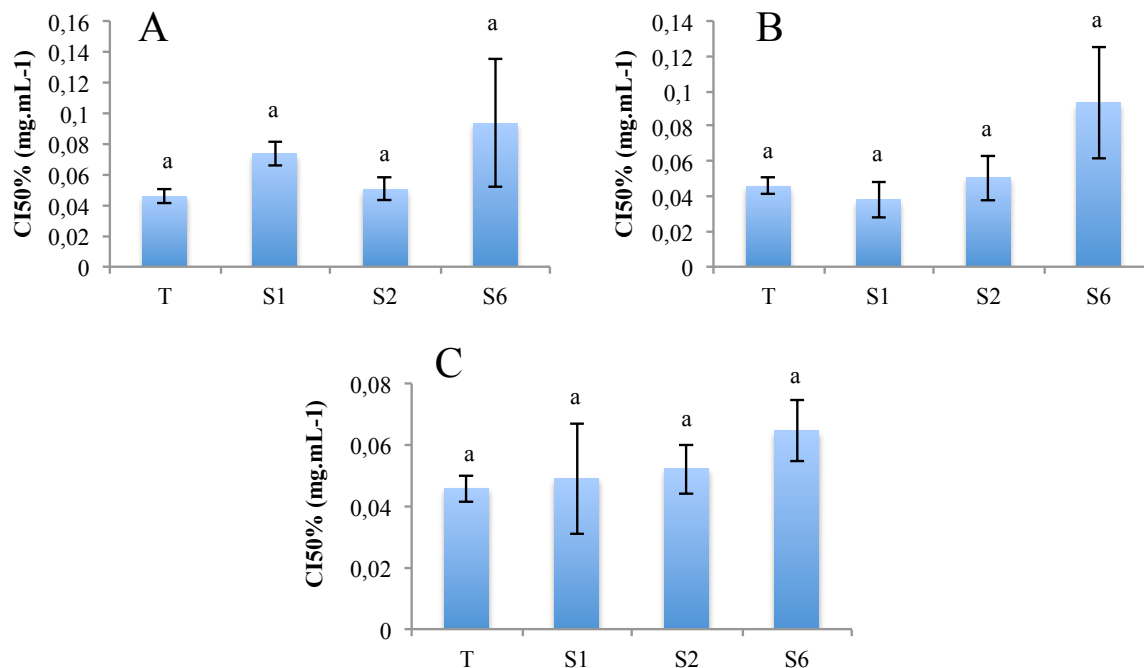 A
CI50% (mg.mL-1)
0,16
0,14
0,12
0,1
0,08
0,06
0,04
0,02
0
a
a
a
a
T S1 S2 S6
B
CI50% (mg.mL-1)
0,14
0,12
0,1
0,08
0,06
0,04
0,02
0
a
a
a
a
T S1 S2 S6
C
CI50% (mg.mL-1)
0,08
0,06
0,04
0,02
0
a
a
a
a
T S1 S2 S6